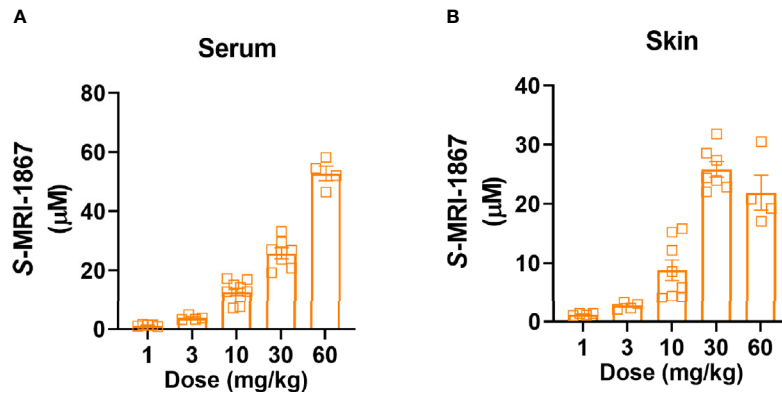 A
Serum
S-MRI-1867
(µM)
80
60
40
20
0
1 3 10 30 60
Dose (mg/kg)
B
Skin
S-MRI-1867
(µM)
40
30
20
10
0
1 3 10 30 60
Dose (mg/kg)